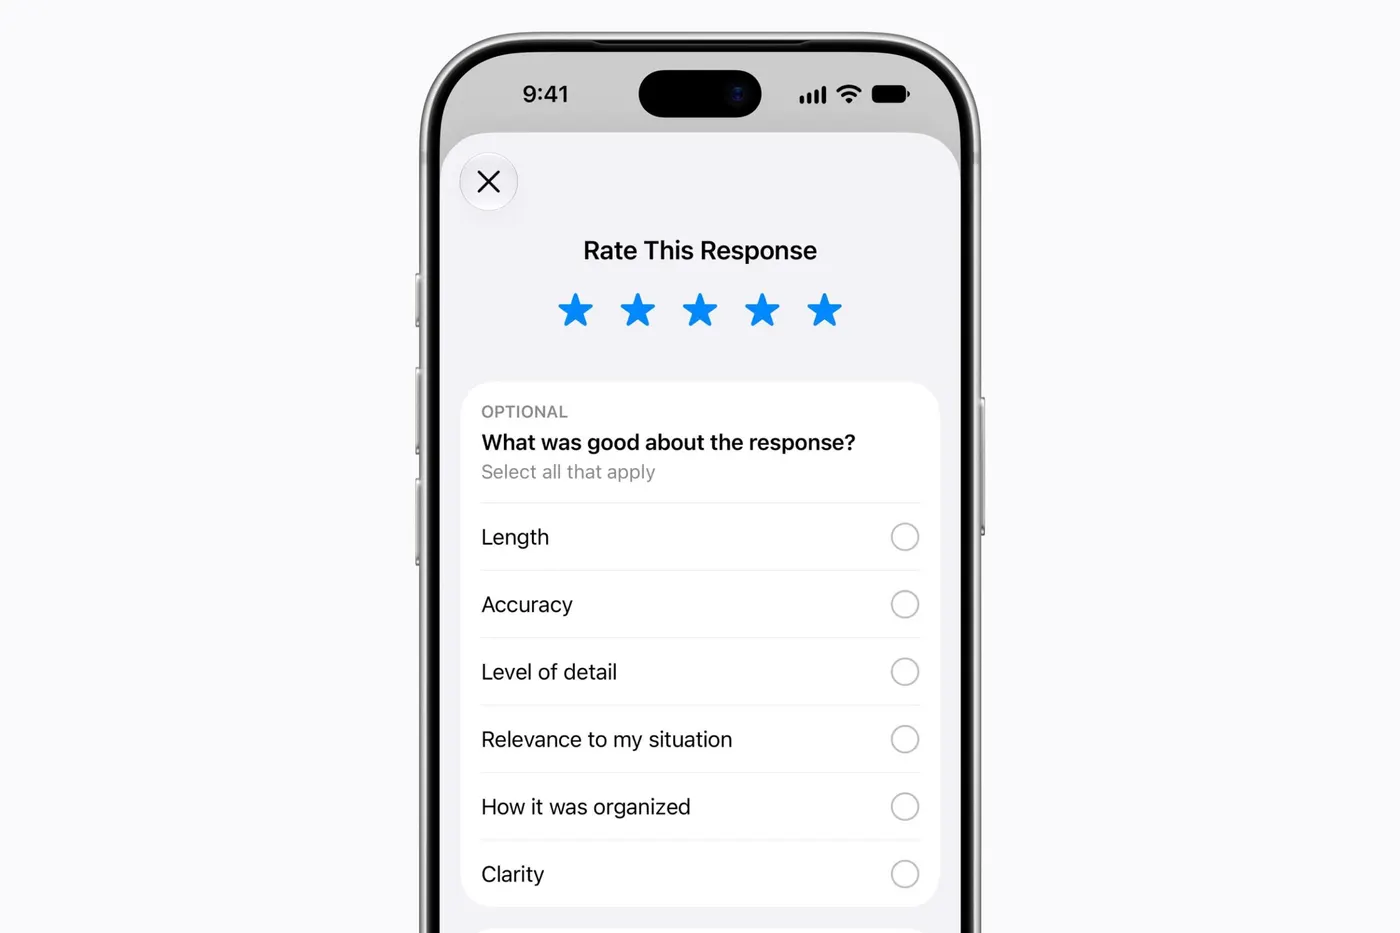 9:41
Rate This Response
OPTIONAL
What was good about the response?
Select all that apply
Length
Accuracy
Level of detail
Relevance to my situation
How it was organized
Clarity